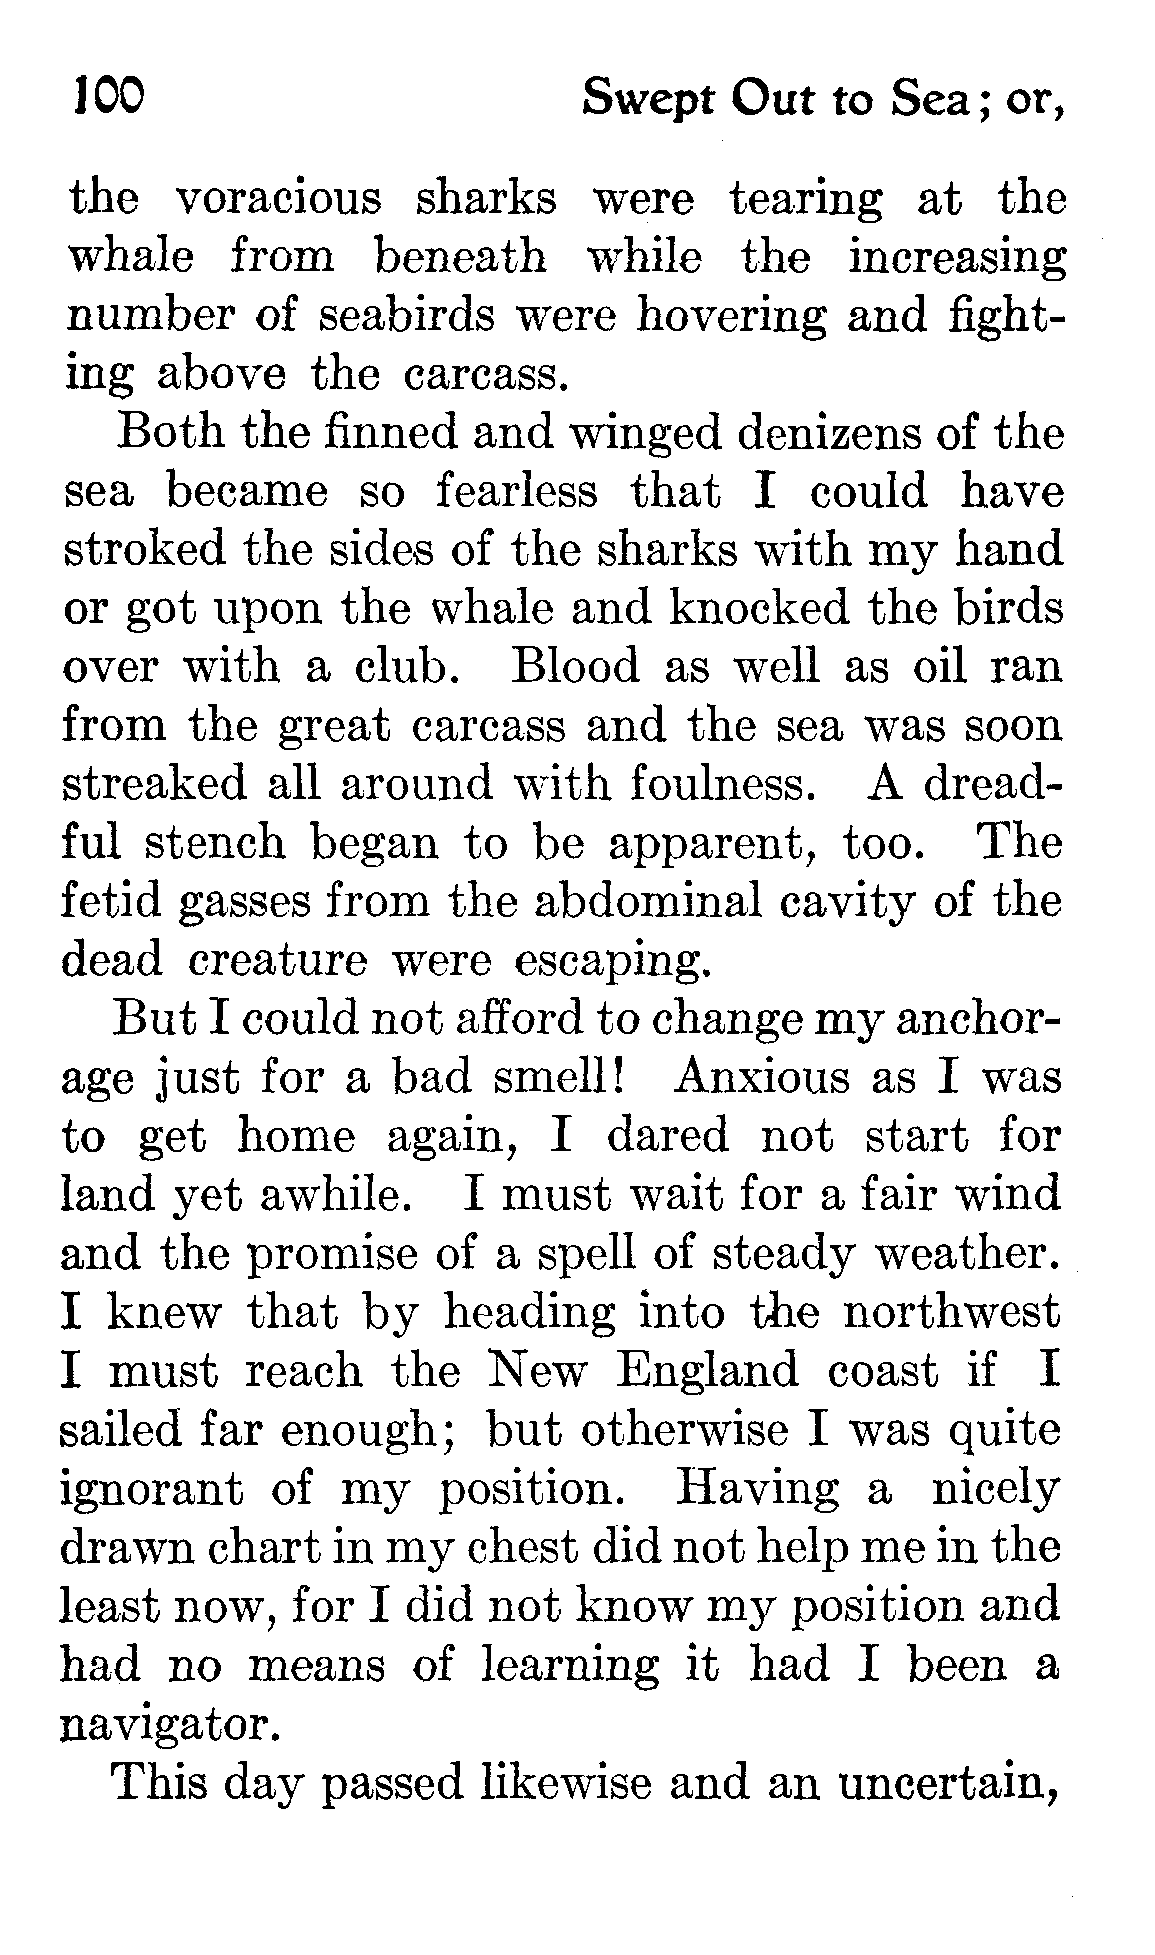 100 Swept Out to Sea; or,
the voracious sharks were tearing at the
whale from beneath while the increasing
number of seabirds were hovering and fight-
ing above the carcass.
Both the finned and winged denizens of the
sea became so fearless that I could have
stroked the sides of the sharks with my hand
or got upon the whale and knocked the birds
over with a club. Blood as well as oil ran
from the great carcass and the sea was soon
streaked all around with foulness. A dread-
ful stench began to be apparent, too. The
fetid gasses from the abdominal cavity of the
dead creature were escaping.
But I could not afford to change my anchor-
age just for a bad smell! Anxious as I was
to get home again, I dared not start for
land yet awhile. I must wait for a fair wind
and the promise of a spell of steady weather.
I knew that by heading into the northwest
I must reach the New England coast if I
sailed far enough; but otherwise I was quite
ignorant of my position. Having a nicely
drawn chart in my chest did not help me in the
least now, for I did not know my position and
had no means of learning it had I been a
navigator.
This day passed likewise and an uncertain,